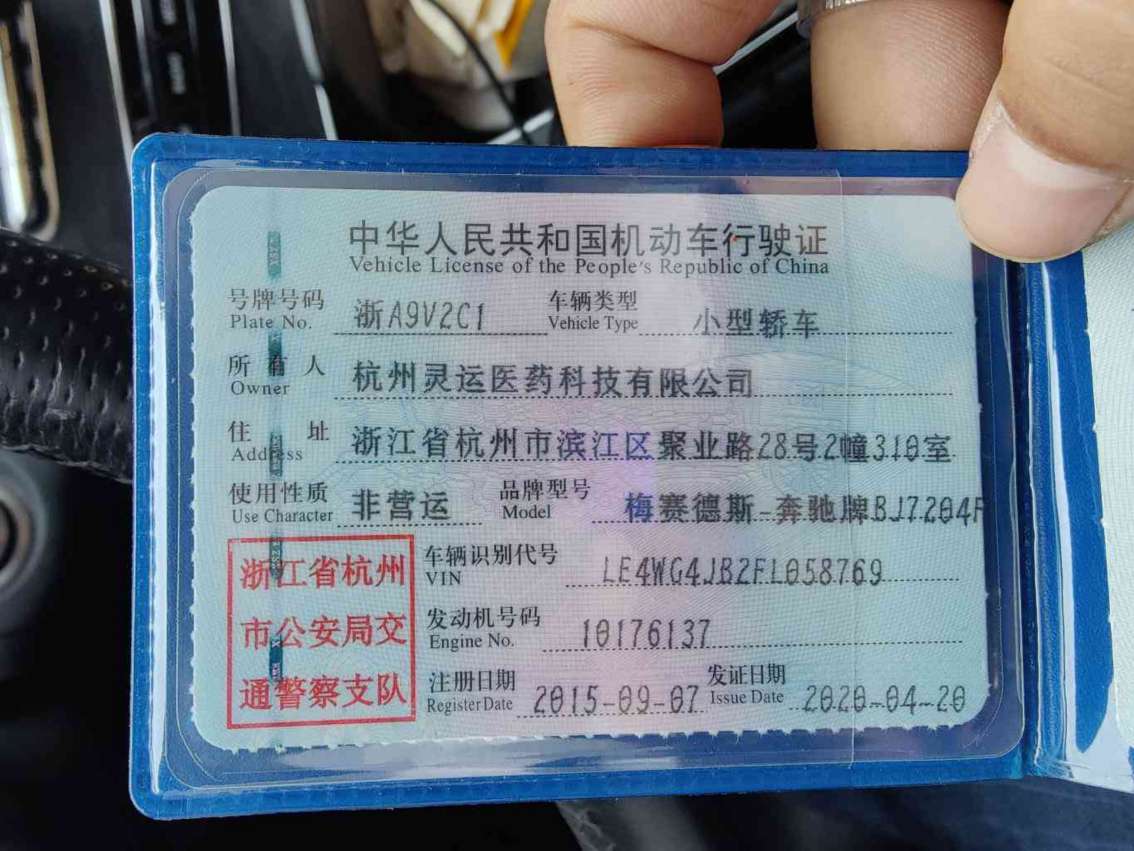 中华人民共和国机动车行驶证
Vehicle License of the People's Republic of China
号牌号码 浙A9V2C1 车辆类型 小型轿车
Plate No. Vehicle Type
所有人 杭州灵运医药科技有限公司
Owner
住址 浙江省杭州市滨江区聚业路28号2幢310室
Address
使用性质 非营运 品牌型号 梅赛德斯-奔驰牌BJ7204F
Use Character Model
浙江省杭州
市公安局交
通警察支队
车辆识别代号 LE4WG4JB2FL058769
VIN
发动机号码 10176137
Engine No.
注册日期 2015-09-07 发证日期 2020-04-20
Register Date Issue Date